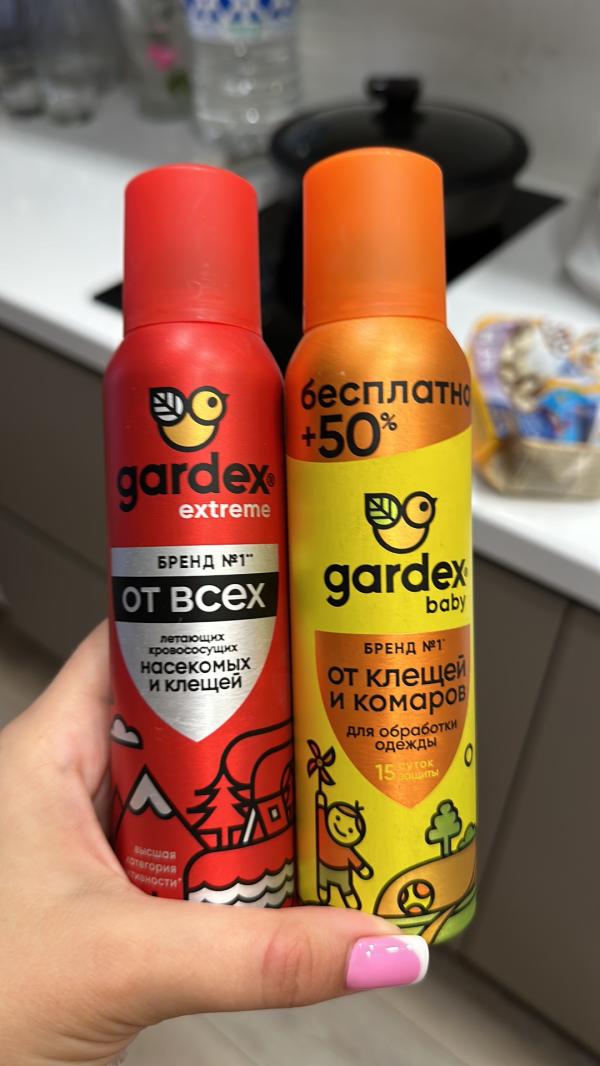 gardex®
extreme
БРЕНД №1**
ОТ ВСЕХ
летающих
кровососущих
насекомых
и клещей
высшая
категория
бесплатно
+50%
gardex
baby
БРЕНД №1*
от клещей
и комаров
для обработки
одежды
15 суток
защиты